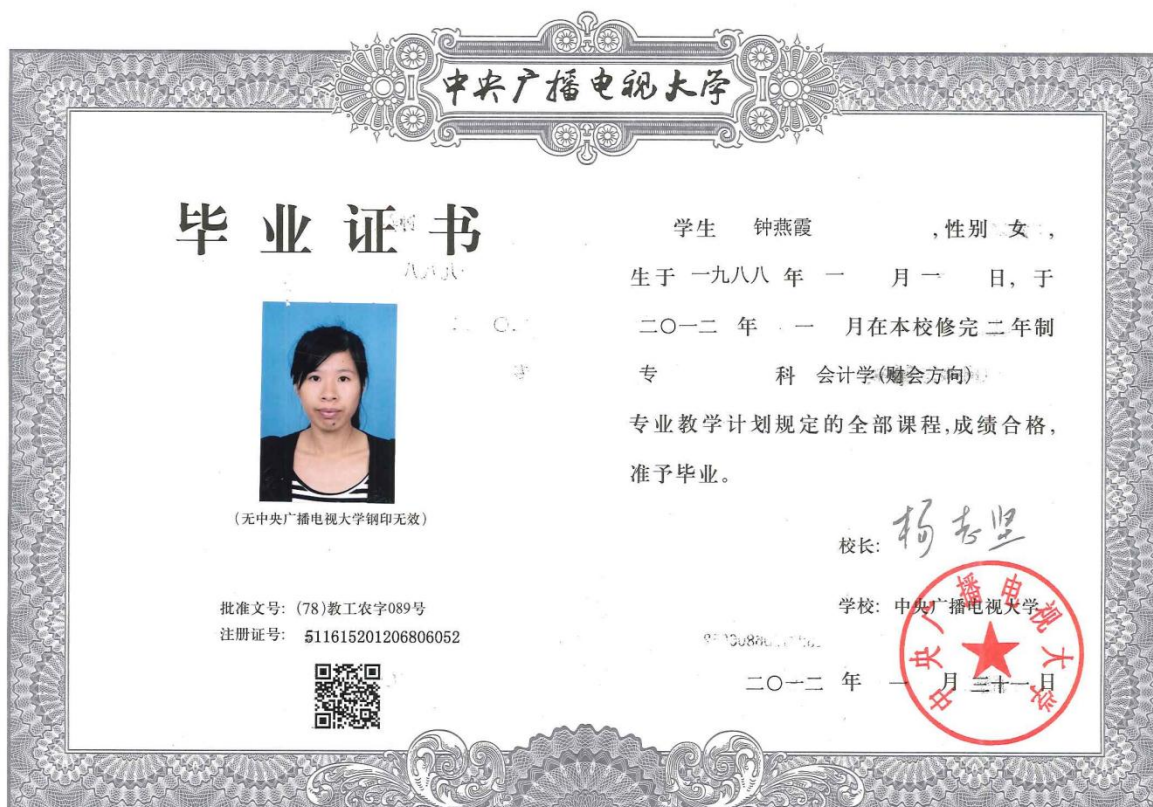 中央广播电视大学
毕业证书
(无中央广播电视大学钢印无效)
批准文号: (78)教工农字089号
注册证号: 511615201206806052
学生 钟燕霞 ,性别 女 ,
生于 一九八八 年 一 月 一 日, 于
二〇一二 年 一 月在本校修完 二 年制
专 科 会计学(财会方向)
专业教学计划规定的全部课程,成绩合格,
准予毕业。
校长: 杨志坚
学校: 中央广播电视大学
二〇一二 年 一 月 三十一 日
中央广播电视大学